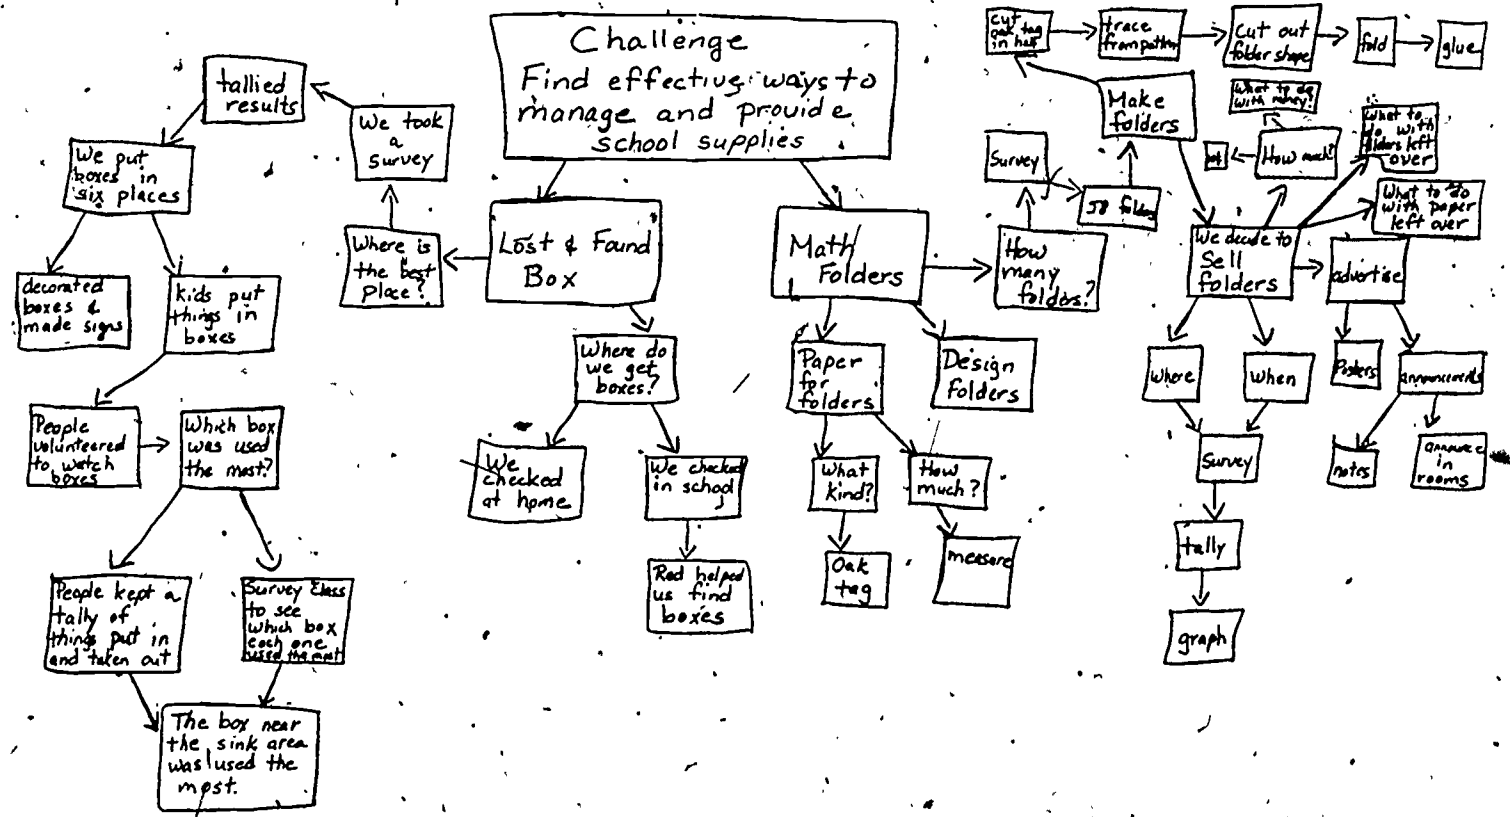 Challenge
Find effective ways to
manage and provide
school supplies
tallied
results
We took
a
survey
We put
boxes in
six places
decorated
boxes &
made signs
kids put
things in
boxes
Where is
the best
place?
Lost & Found
Box
People
volunteered
to watch
boxes
Which box
was used
the most?
People kept a
tally of
things put in
and taken out
Survey class
to see
which box
each one
used the most
The box near
the sink area
was used the
most.
Where do
we get
boxes?
We
checked
at home
We checked
in school
Rod helped
us find
boxes
Math
Folders
Paper
for
folders
Design
Folders
What
kind?
How
much?
Oak
tag
measure
How
many
folders?
Survey
58 folders
Make
folders
cut
oak tag
in half
trace
from pattern
cut out
folder shape
fold
glue
We decide to
Sell
folders
How much?
What to do
with money?
What to
do with
folders left
over
What to do
with paper
left over
advertise
Posters
announcements
notes
announce
in
rooms
where
when
survey
tally
graph